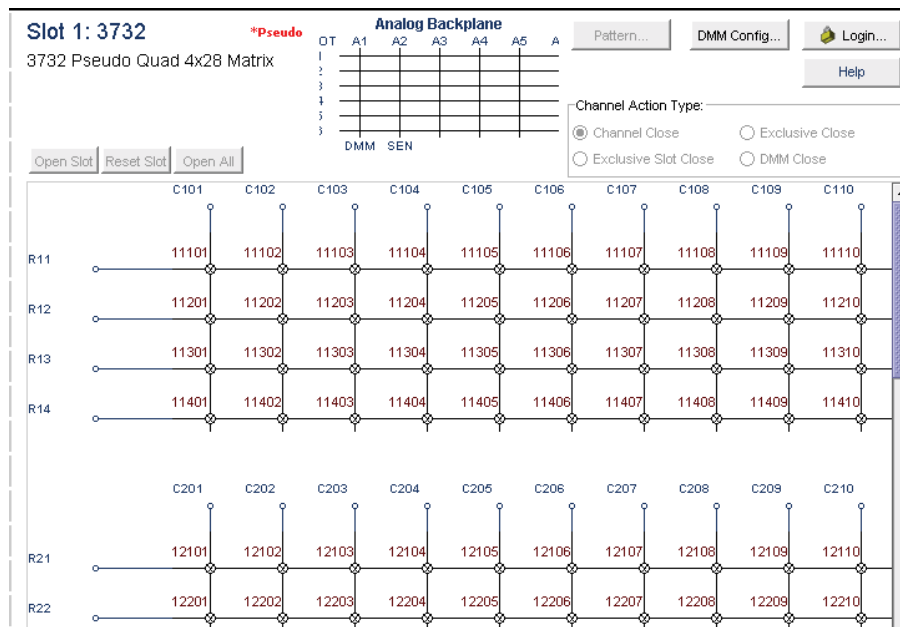 Slot 1: 3732
*Pseudo
3732 Pseudo Quad 4x28 Matrix
Analog Backplane
OT A1 A2 A3 A4 A5 A
DMM SEN
Pattern...
DMM Config...
Login...
Help
Channel Action Type:
Channel Close
Exclusive Close
Exclusive Slot Close
DMM Close
Open Slot
Reset Slot
Open All
C101 C102 C103 C104 C105 C106 C107 C108 C109 C110
R11 11101 11102 11103 11104 11105 11106 11107 11108 11109 11110
R12 11201 11202 11203 11204 11205 11206 11207 11208 11209 11210
R13 11301 11302 11303 11304 11305 11306 11307 11308 11309 11310
R14 11401 11402 11403 11404 11405 11406 11407 11408 11409 11410
C201 C202 C203 C204 C205 C206 C207 C208 C209 C210
R21 12101 12102 12103 12104 12105 12106 12107 12108 12109 12110
R22 12201 12202 12203 12204 12205 12206 12207 12208 12209 12210